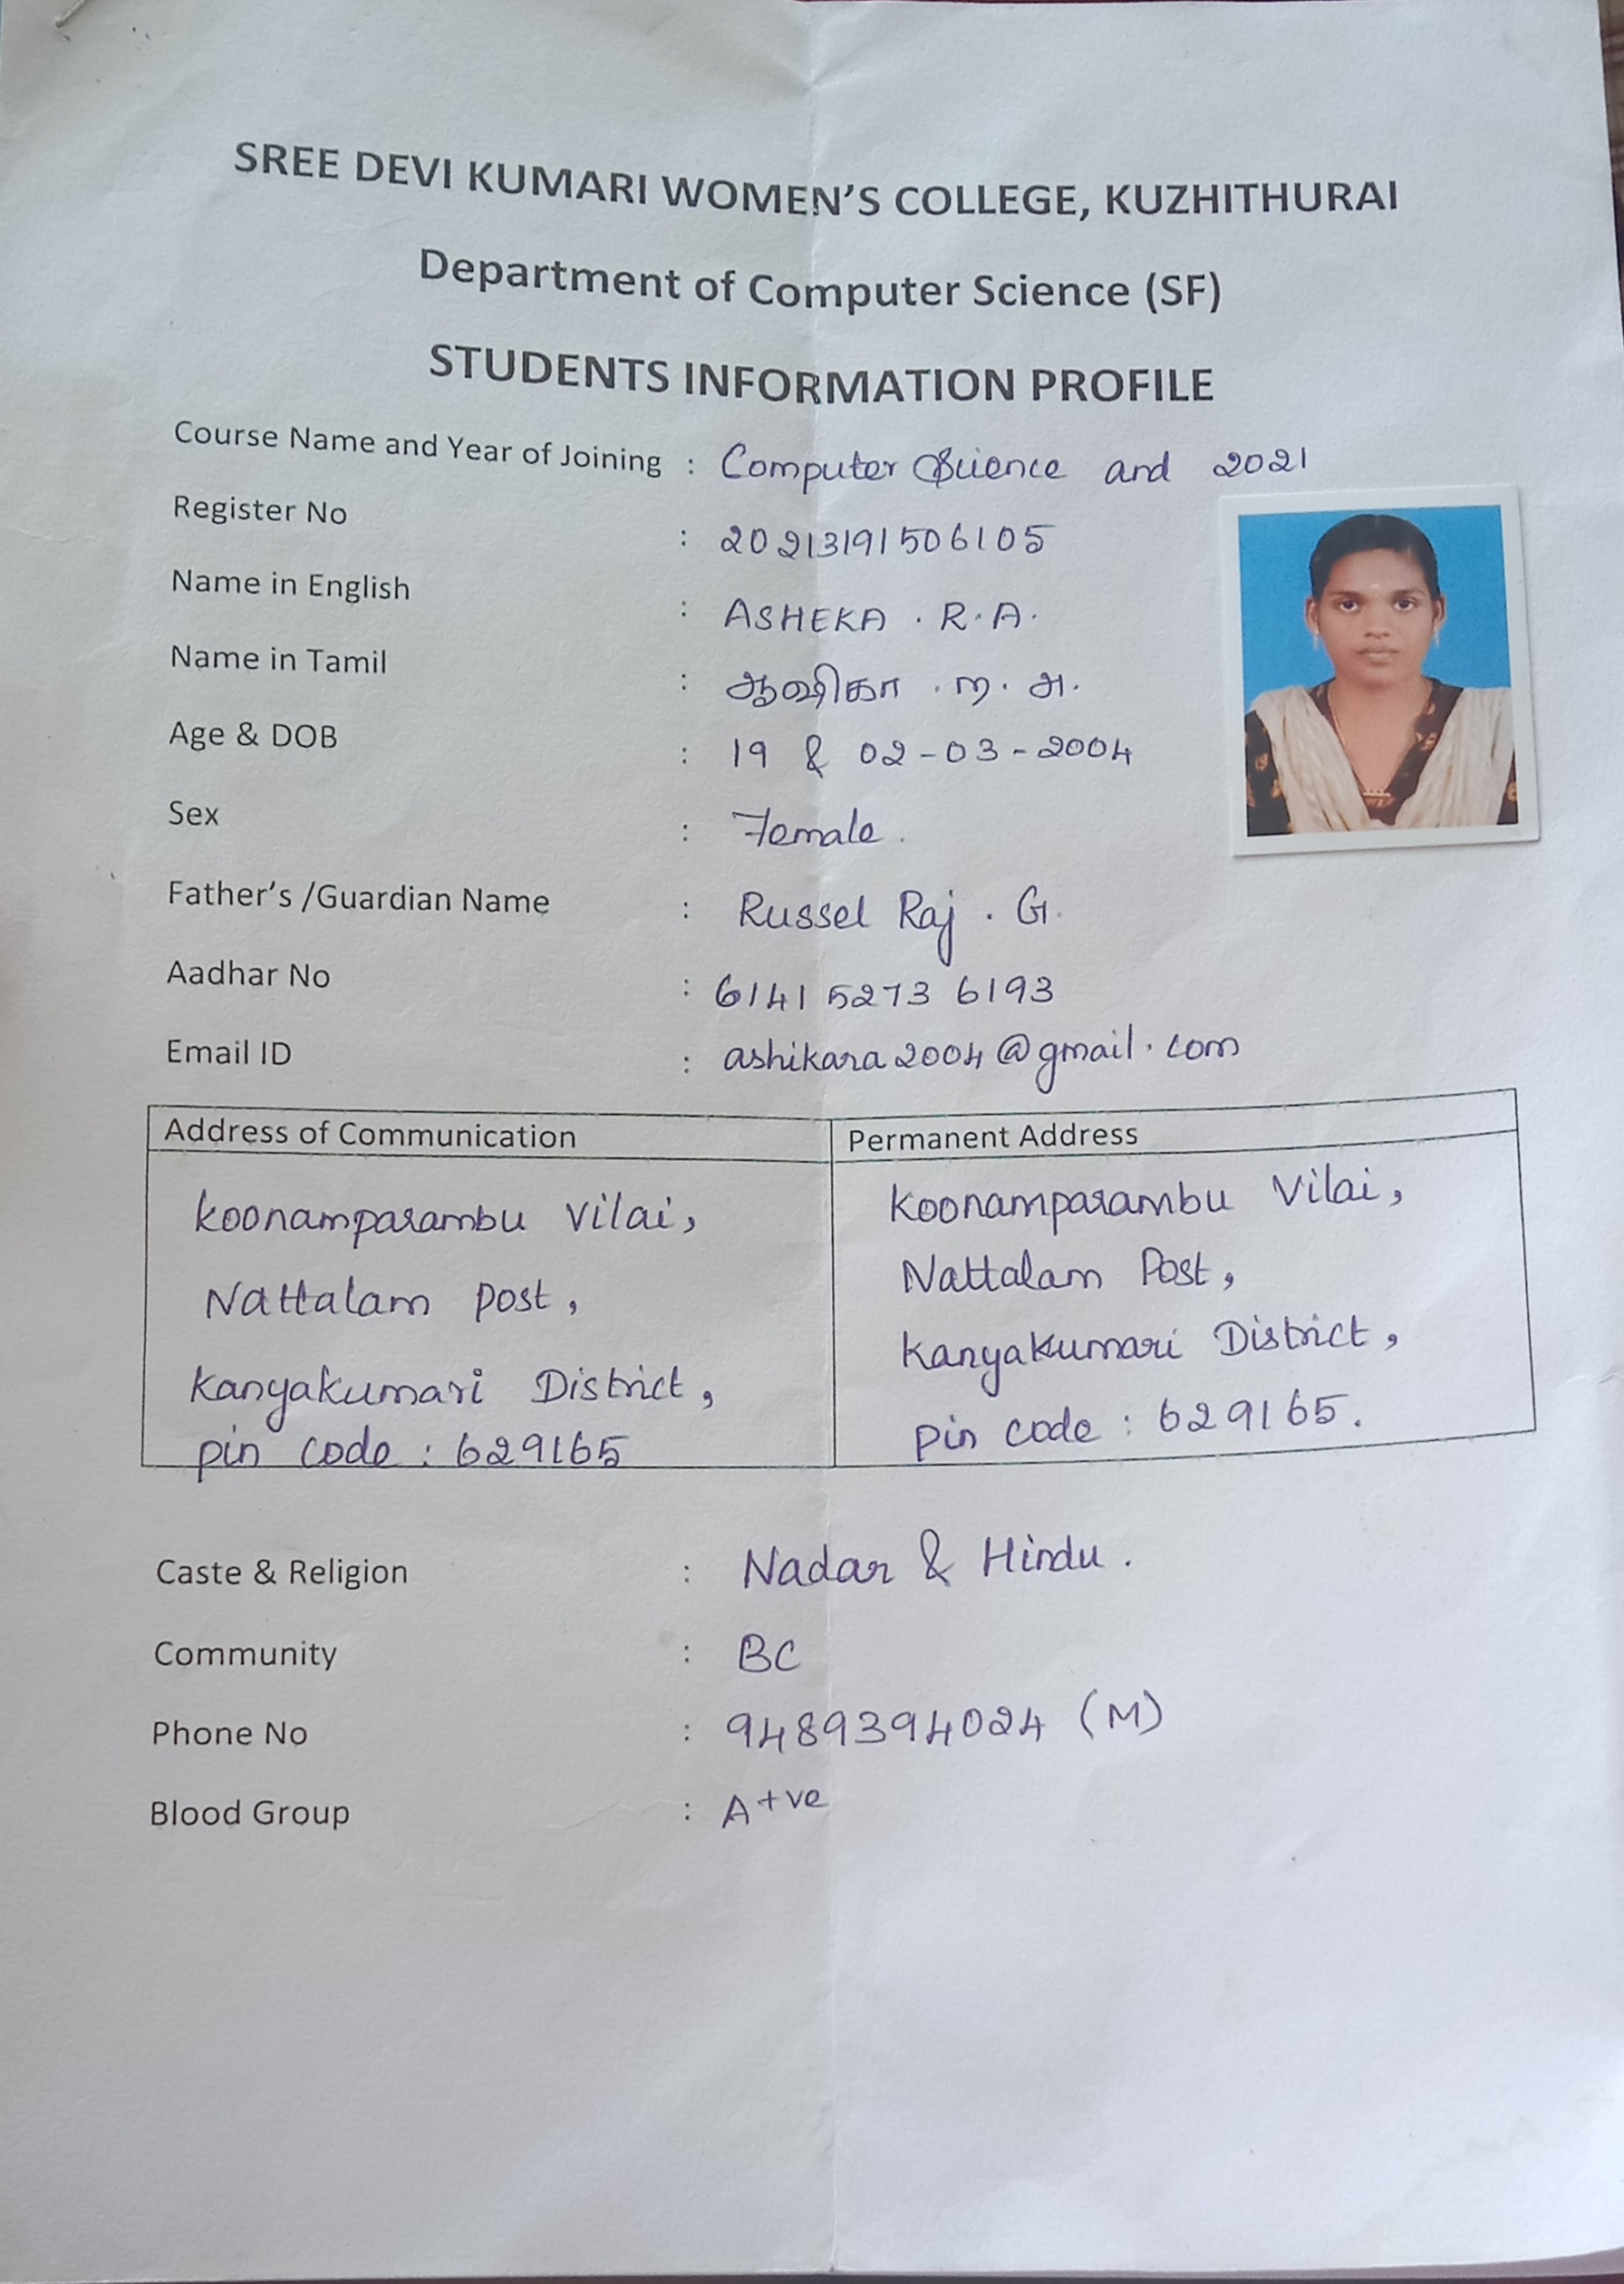 SREE DEVI KUMARI WOMEN'S COLLEGE, KUZHITHURAI
Department of Computer Science (SF)
STUDENTS INFORMATION PROFILE
Course Name and Year of Joining : Computer Science and 2021
Register No : 20213191506105
Name in English : ASHEKA . R. A.
Name in Tamil : ஆஷிகா . ற. அ.
Age & DOB : 19 & 02-03-2004
Sex : Female.
Father's /Guardian Name : Russel Raj . G.
Aadhar No : 6141 5273 6193
Email ID : ashikara2004@gmail.com
Address of Communication
koonamparambu Vilai,
Nattalam post,
Kanyakumari District,
pin code : 629165
Permanent Address
Koonamparambu Vilai,
Nattalam Post,
Kanyakumari District,
pin code : 629165.
Caste & Religion : Nadar & Hindu.
Community : BC
Phone No : 9489394024 (M)
Blood Group : A+ve